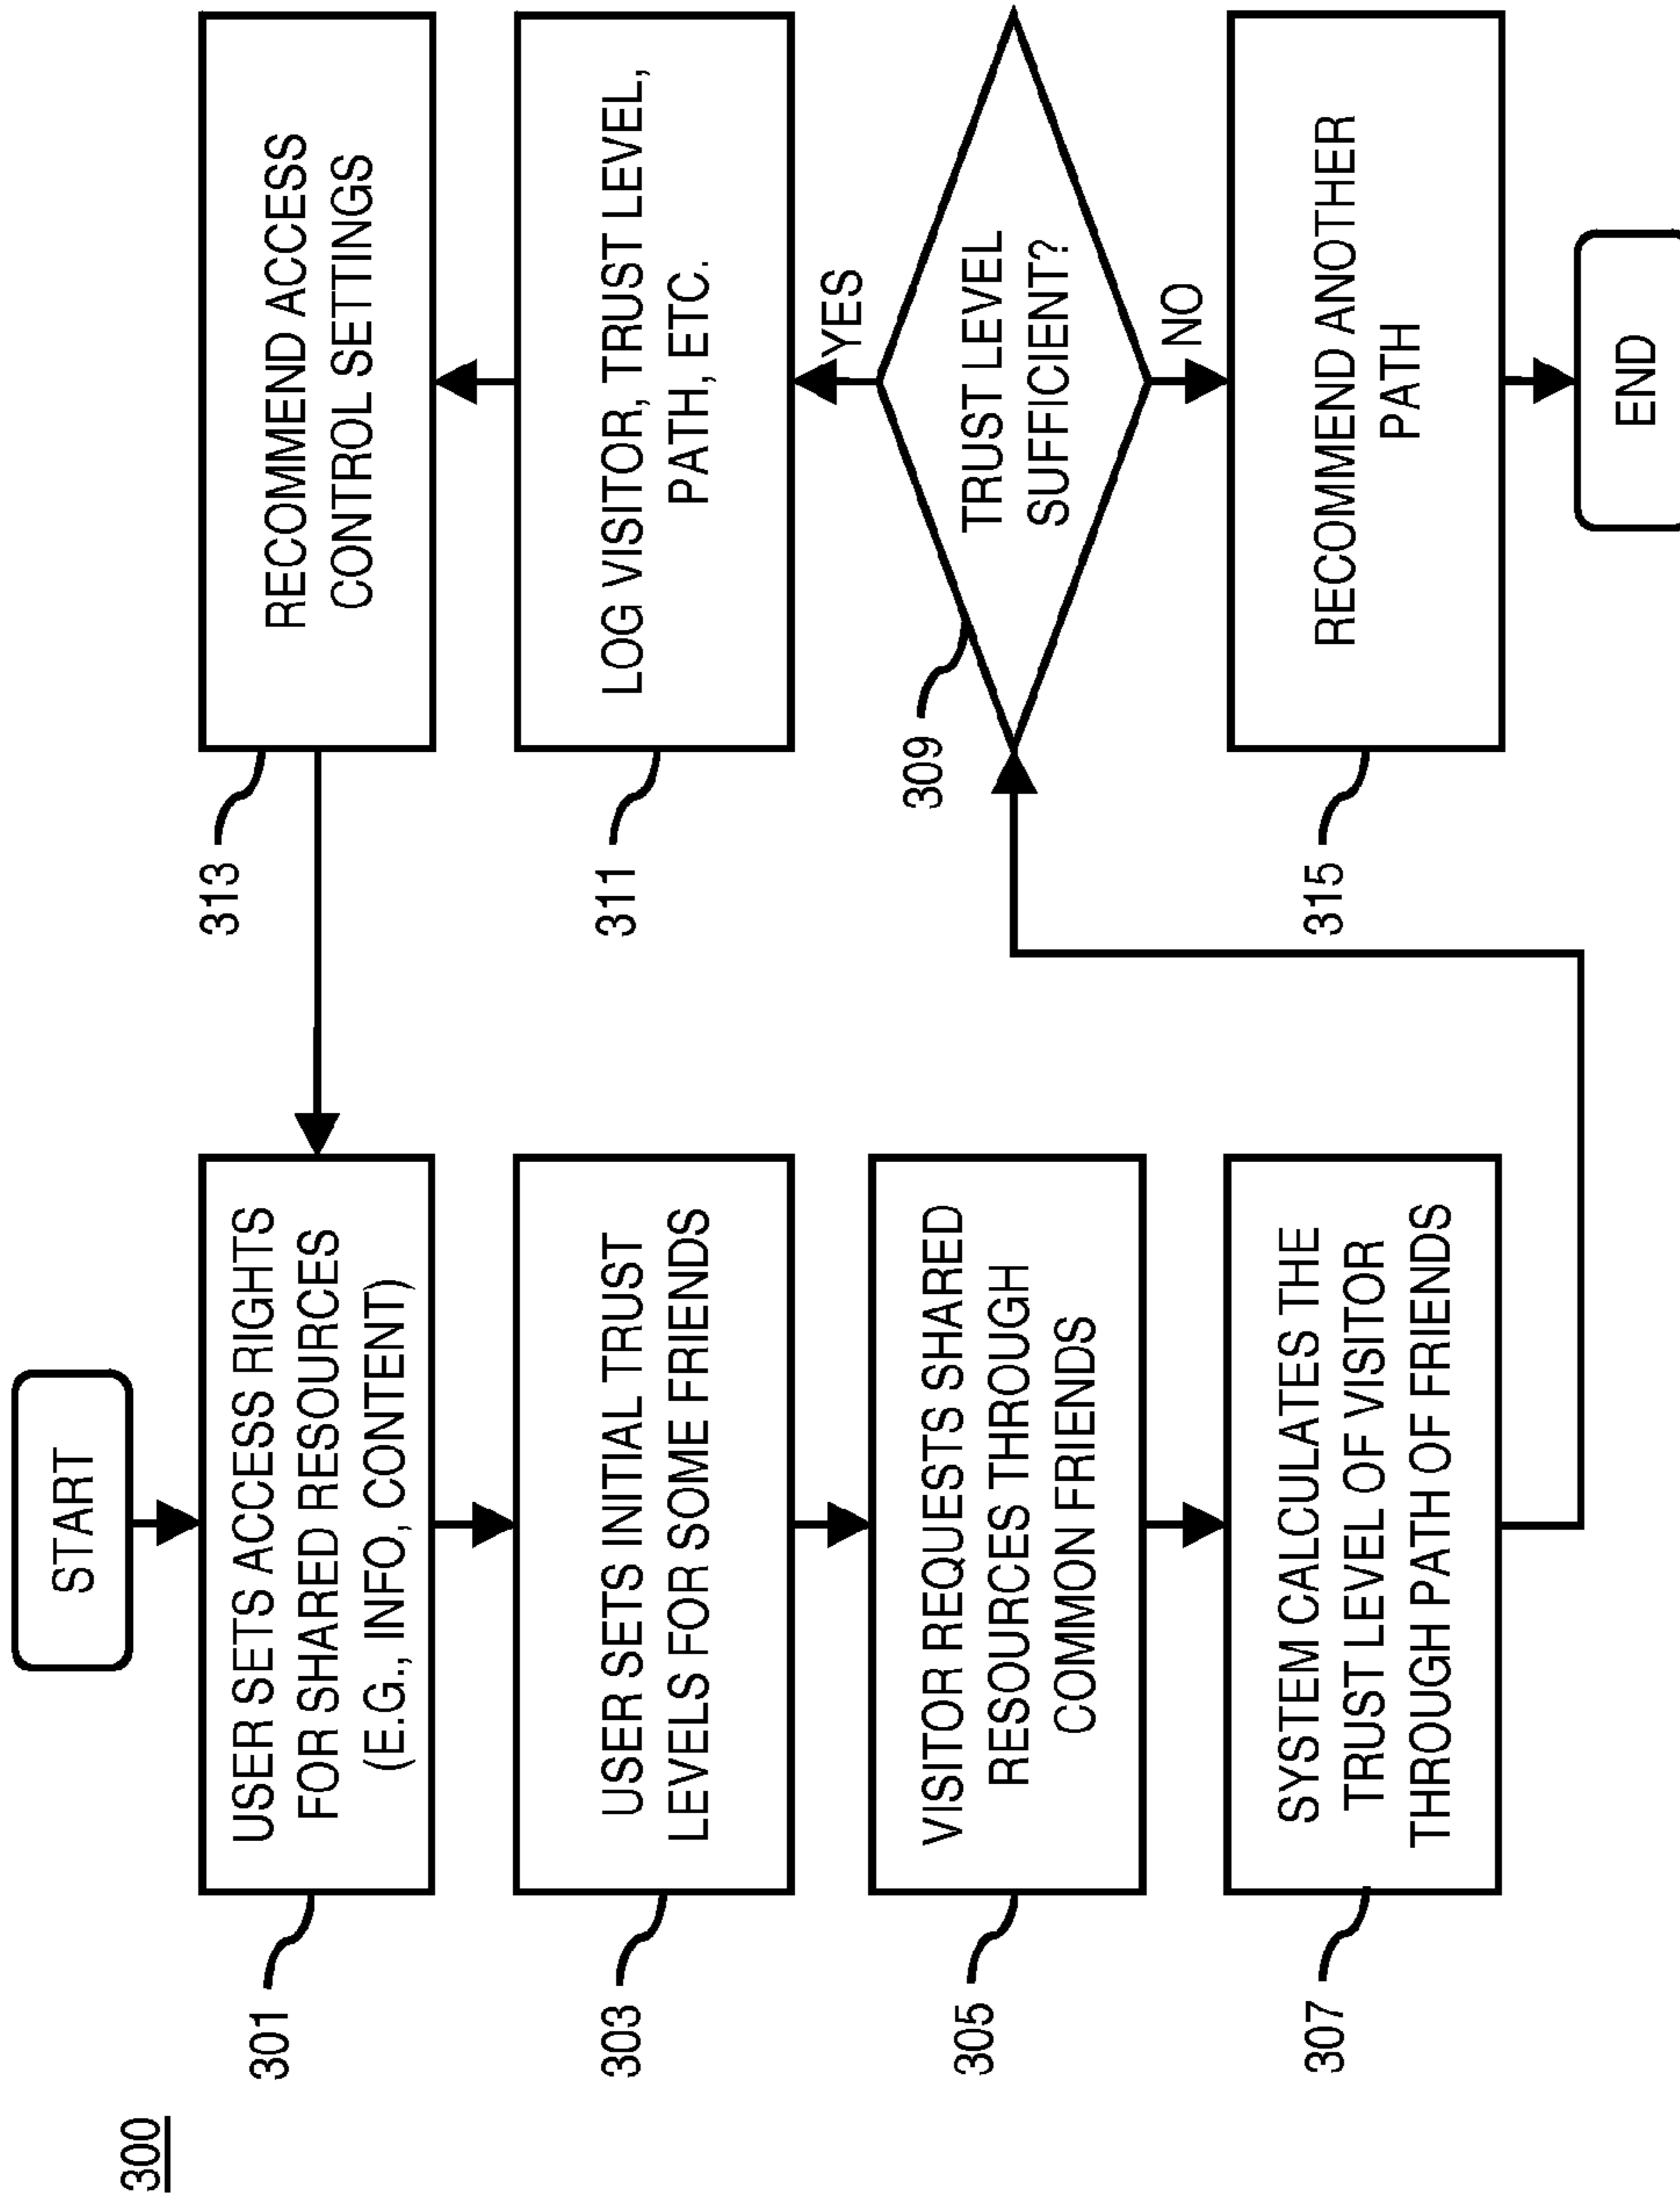 300
START
301
USER SETS ACCESS RIGHTS
FOR SHARED RESOURCES
(E.G., INFO, CONTENT)
303
USER SETS INITIAL TRUST
LEVELS FOR SOME FRIENDS
305
VISITOR REQUESTS SHARED
RESOURCES THROUGH
COMMON FRIENDS
307
SYSTEM CALCULATES THE
TRUST LEVEL OF VISITOR
THROUGH PATH OF FRIENDS
313
RECOMMEND ACCESS
CONTROL SETTINGS
311
LOG VISITOR, TRUST LEVEL,
PATH, ETC.
YES
309
TRUST LEVEL
SUFFICIENT?
NO
315
RECOMMEND ANOTHER
PATH
END